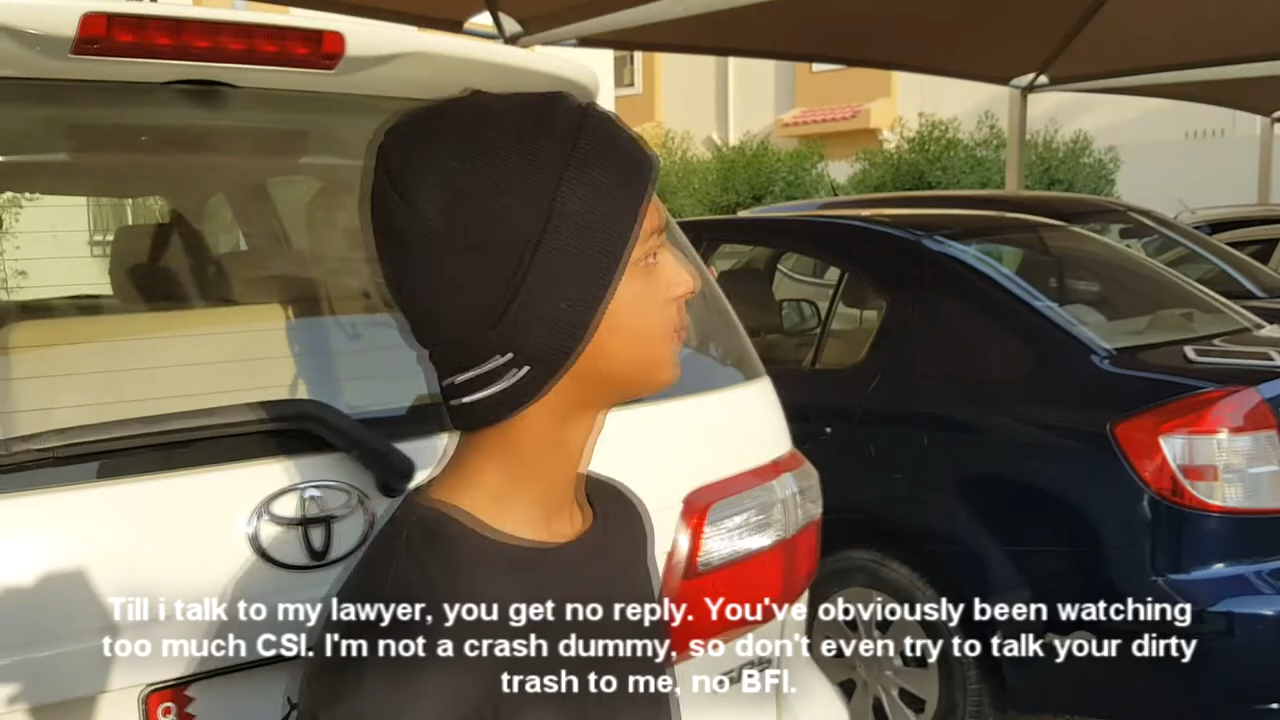 Till i talk to my lawyer, you get no reply. You've obviously been watching
too much CSI. I'm not a crash dummy, so don't even try to talk your dirty
trash to me, no BFI.